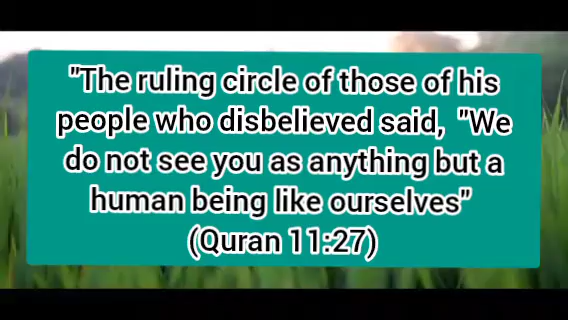 "The ruling circle of those of his
people who disbelieved said,  "We
do not see you as anything but a
human being like ourselves"
(Quran 11:27)